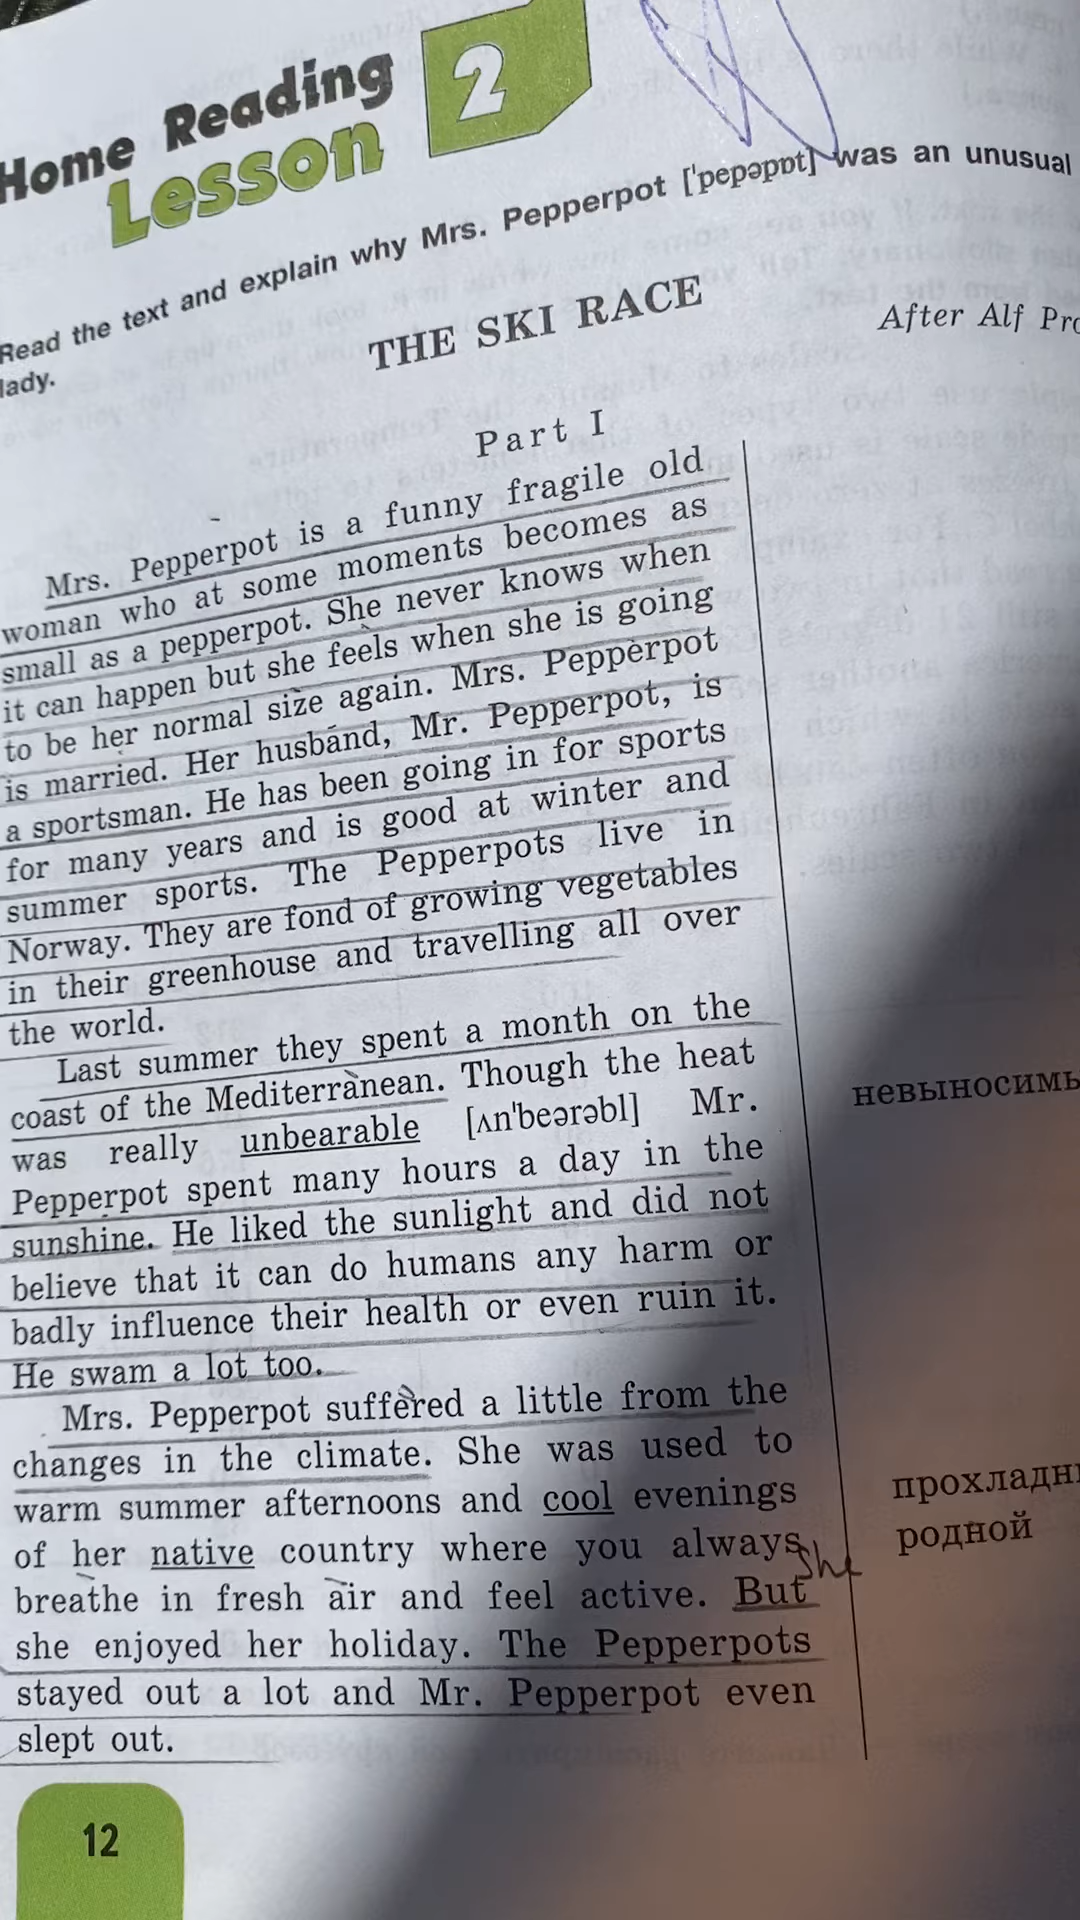 Home Reading
Lesson 2
Read the text and explain why Mrs. Pepperpot [ˈpepəpɒt] was an unusual
lady.
THE SKI RACE
After Alf
Part I
Mrs. Pepperpot is a funny fragile old
woman who at some moments becomes as
small as a pepperpot. She never knows when
it can happen but she feels when she is going
to be her normal size again. Mrs. Pepperpot
is married. Her husband, Mr. Pepperpot, is
a sportsman. He has been going in for sports
for many years and is good at winter and
summer sports. The Pepperpots live in
Norway. They are fond of growing vegetables
in their greenhouse and travelling all over
the world.
Last summer they spent a month on the
coast of the Mediterranean. Though the heat
was really unbearable [ʌnˈbeərəbl] Mr.
Pepperpot spent many hours a day in the
sunshine. He liked the sunlight and did not
believe that it can do humans any harm or
badly influence their health or even ruin it.
He swam a lot too.
Mrs. Pepperpot suffered a little from the
changes in the climate. She was used to
warm summer afternoons and cool evenings
of her native country where you always
родной
she
breathe in fresh air and feel active. But
she enjoyed her holiday. The Pepperpots
stayed out a lot and Mr. Pepperpot even
slept out.
12